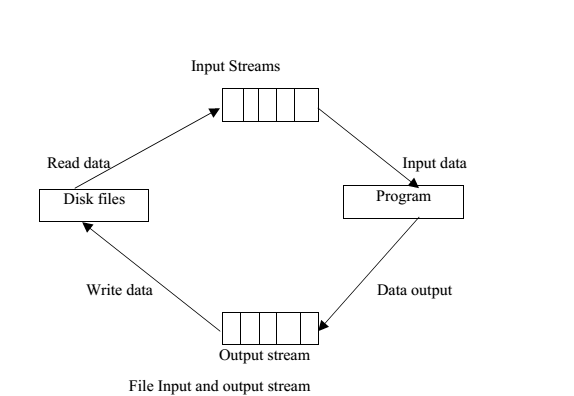 Input Streams
Read data
Input data
Disk files
Program
Write data
Data output
Output stream
File Input and output stream